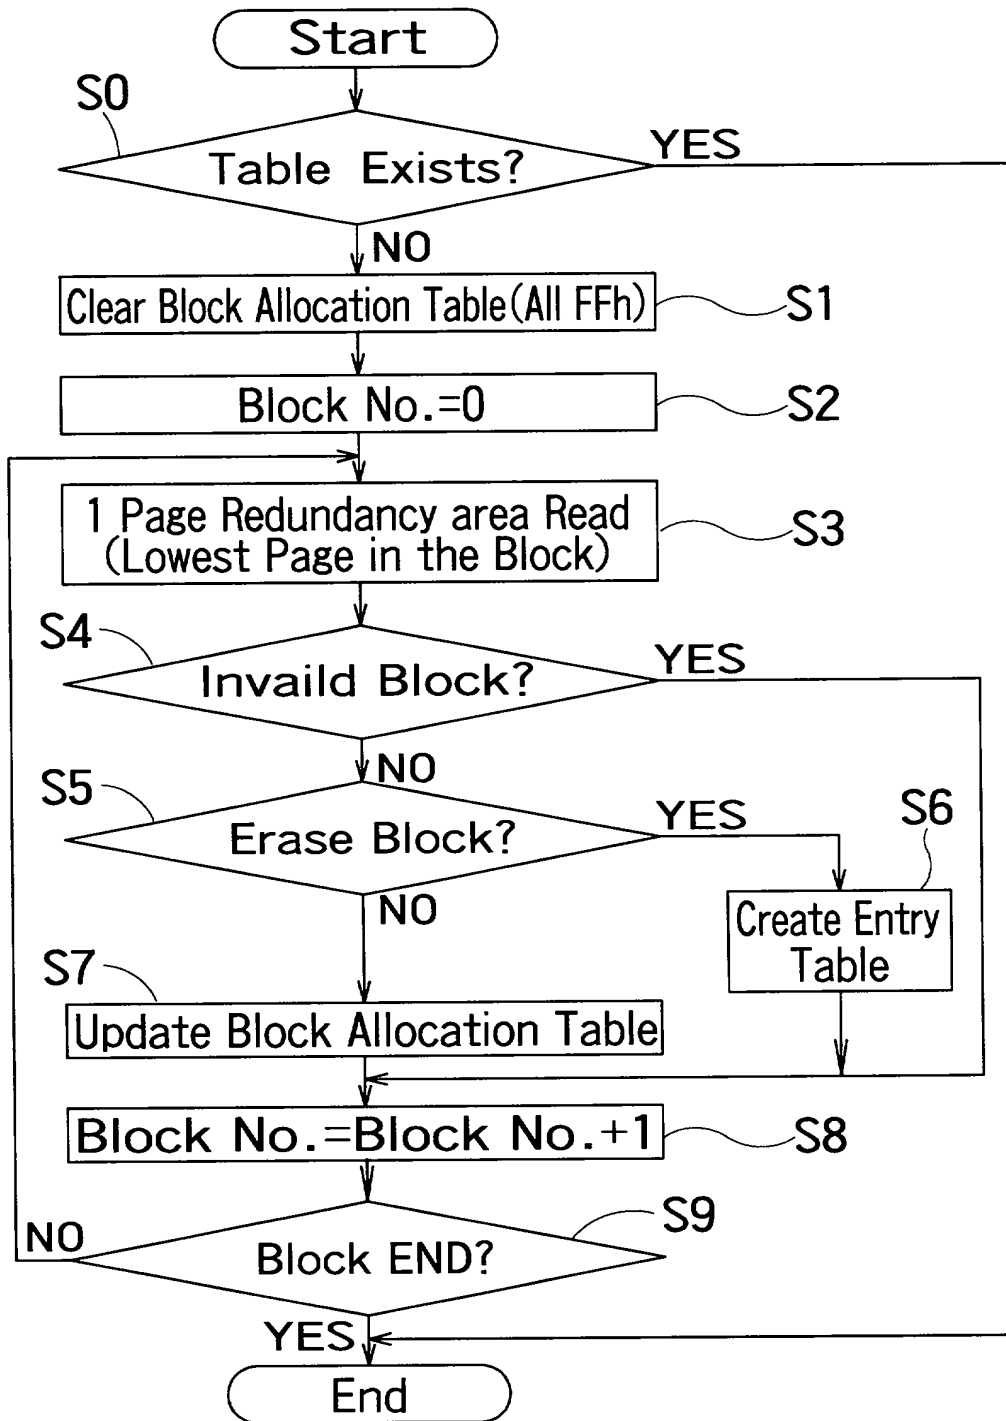 Start
S0
Table Exists?
YES
NO
Clear Block Allocation Table(All FFh)
S1
Block No.=0
S2
1 Page Redundancy area Read
(Lowest Page in the Block)
S3
S4
Invaild Block?
YES
NO
S5
Erase Block?
YES
S6
NO
Create Entry
Table
S7
Update Block Allocation Table
Block No.=Block No.+1
S8
S9
NO
Block END?
YES
End